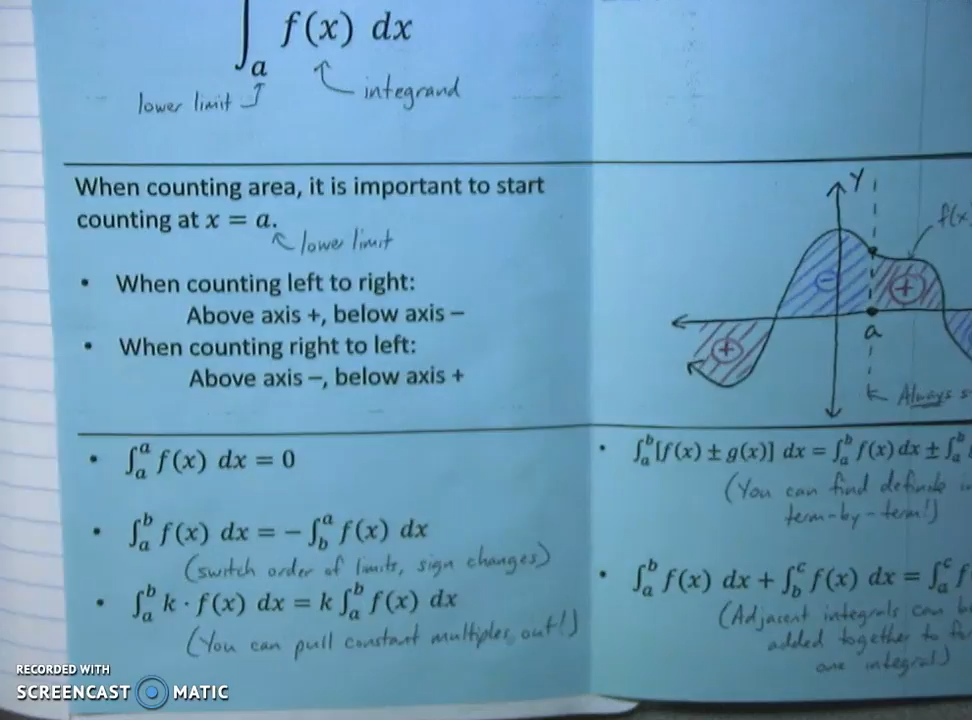 ∫ₐ f(x) dx
lower limit
integrand
When counting area, it is important to start
counting at x = a.
lower limit
• When counting left to right:
Above axis +, below axis –
• When counting right to left:
Above axis –, below axis +
Y
f(x
–
+
+
a
Always s
• ∫ₐᵃ f(x) dx = 0
• ∫ₐᵇ f(x) dx = – ∫ᵇᵃ f(x) dx
(switch order of limits, sign changes)
• ∫ₐᵇ k · f(x) dx = k ∫ₐᵇ f(x) dx
(You can pull constant multiples out!)
• ∫ₐᵇ[f(x) ± g(x)] dx = ∫ₐᵇ f(x) dx ± ∫ₐᵇ
(You can find definite in
term-by-term!)
• ∫ₐᵇ f(x) dx + ∫ᵇᶜ f(x) dx = ∫ₐᶜ f
(Adjacent integrals can b
added together to fo
one integral)
RECORDED WITH
SCREENCAST MATIC